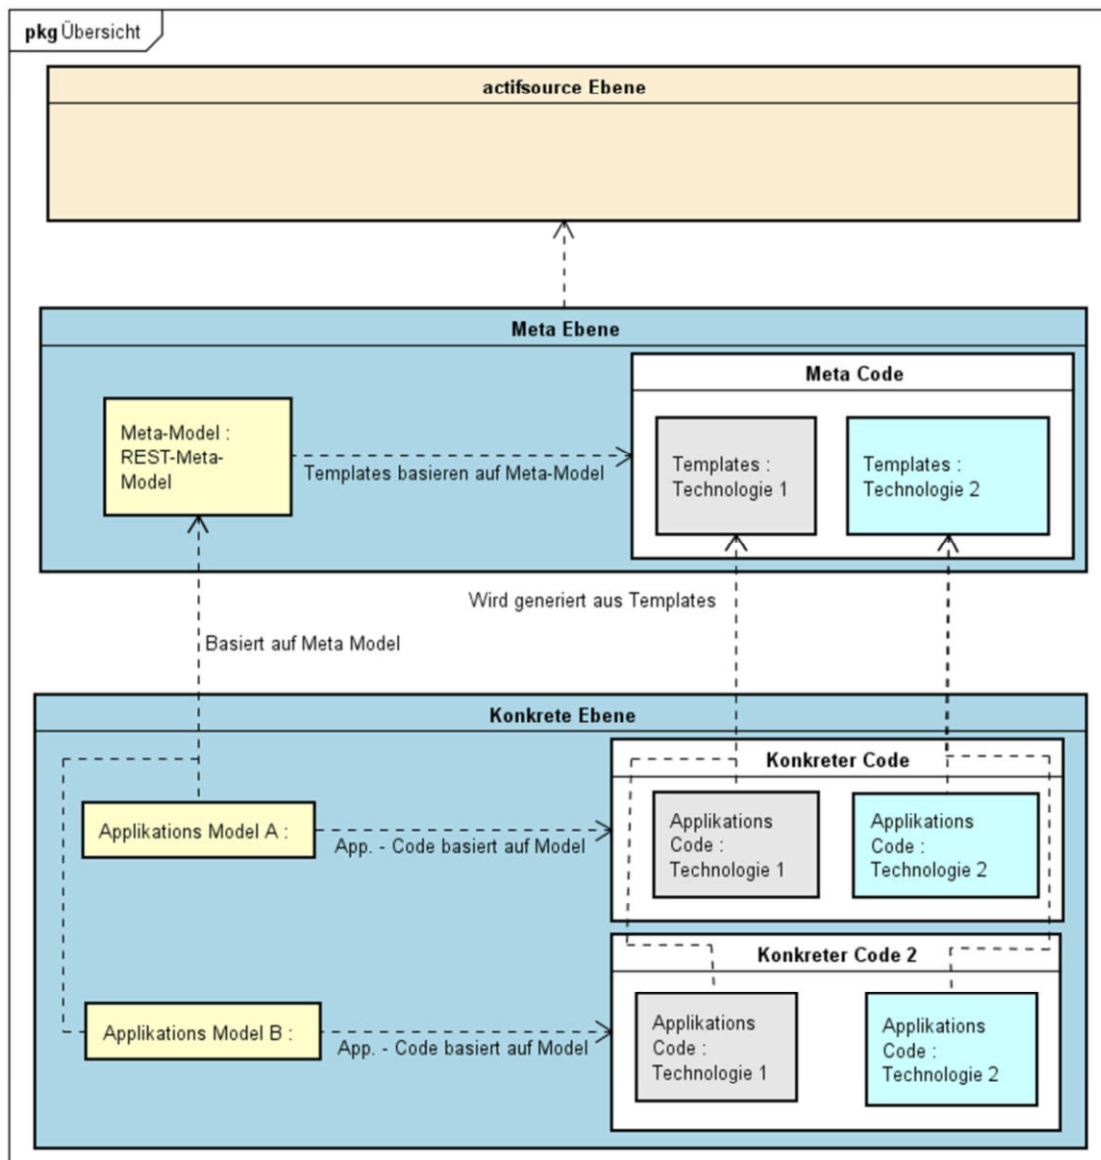 pkg Übersicht
actifsource Ebene
Meta Ebene
Meta Code
Meta-Model :
REST-Meta-
Model
Templates basieren auf Meta-Model
Templates :
Technologie 1
Templates :
Technologie 2
Wird generiert aus Templates
Basiert auf Meta Model
Konkrete Ebene
Konkreter Code
Applikations Model A :
App. - Code basiert auf Model
Applikations
Code :
Technologie 1
Applikations
Code :
Technologie 2
Konkreter Code 2
Applikations Model B :
App. - Code basiert auf Model
Applikations
Code :
Technologie 1
Applikations
Code :
Technologie 2